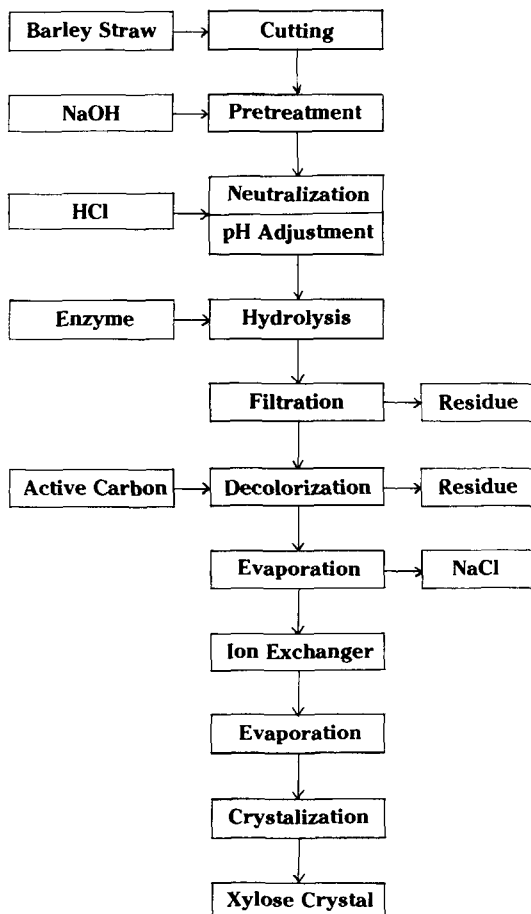 Barley Straw
Cutting
NaOH
Pretreatment
Neutralization
HCl
pH Adjustment
Enzyme
Hydrolysis
Filtration
Residue
Active Carbon
Decolorization
Residue
Evaporation
NaCl
Ion Exchanger
Evaporation
Crystalization
Xylose Crystal